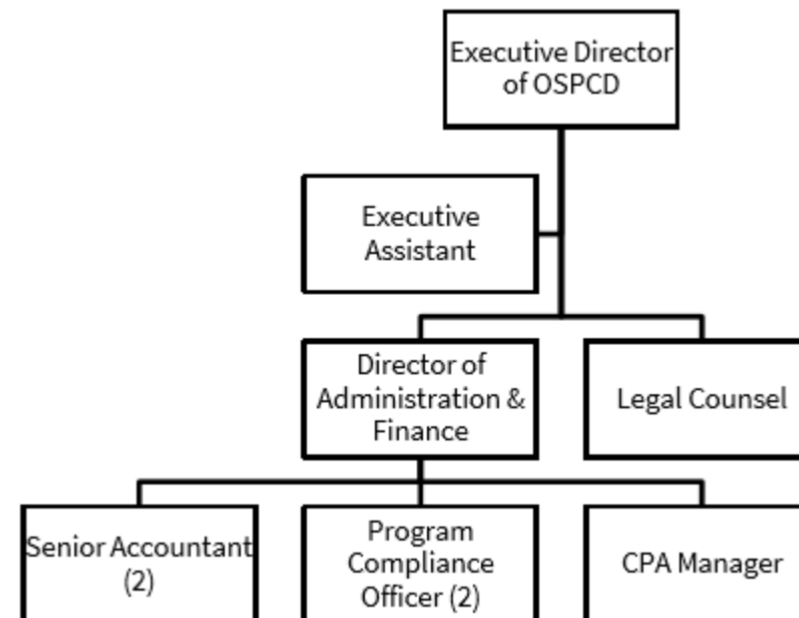 Executive Director
of OSPCD
Executive
Assistant
Director of
Administration &
Finance
Legal Counsel
Senior Accountant
(2)
Program
Compliance
Officer (2)
CPA Manager